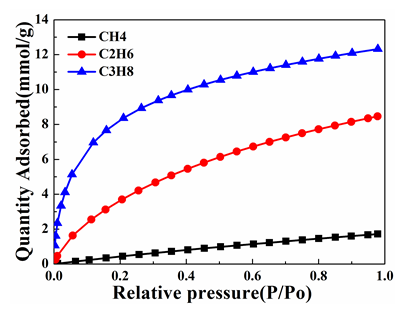 CH4
C2H6
C3H8
Quantity Adsorbed(mmol/g)
14
12
10
8
6
4
2
0
0.0 0.2 0.4 0.6 0.8 1.0
Relative pressure(P/Po)